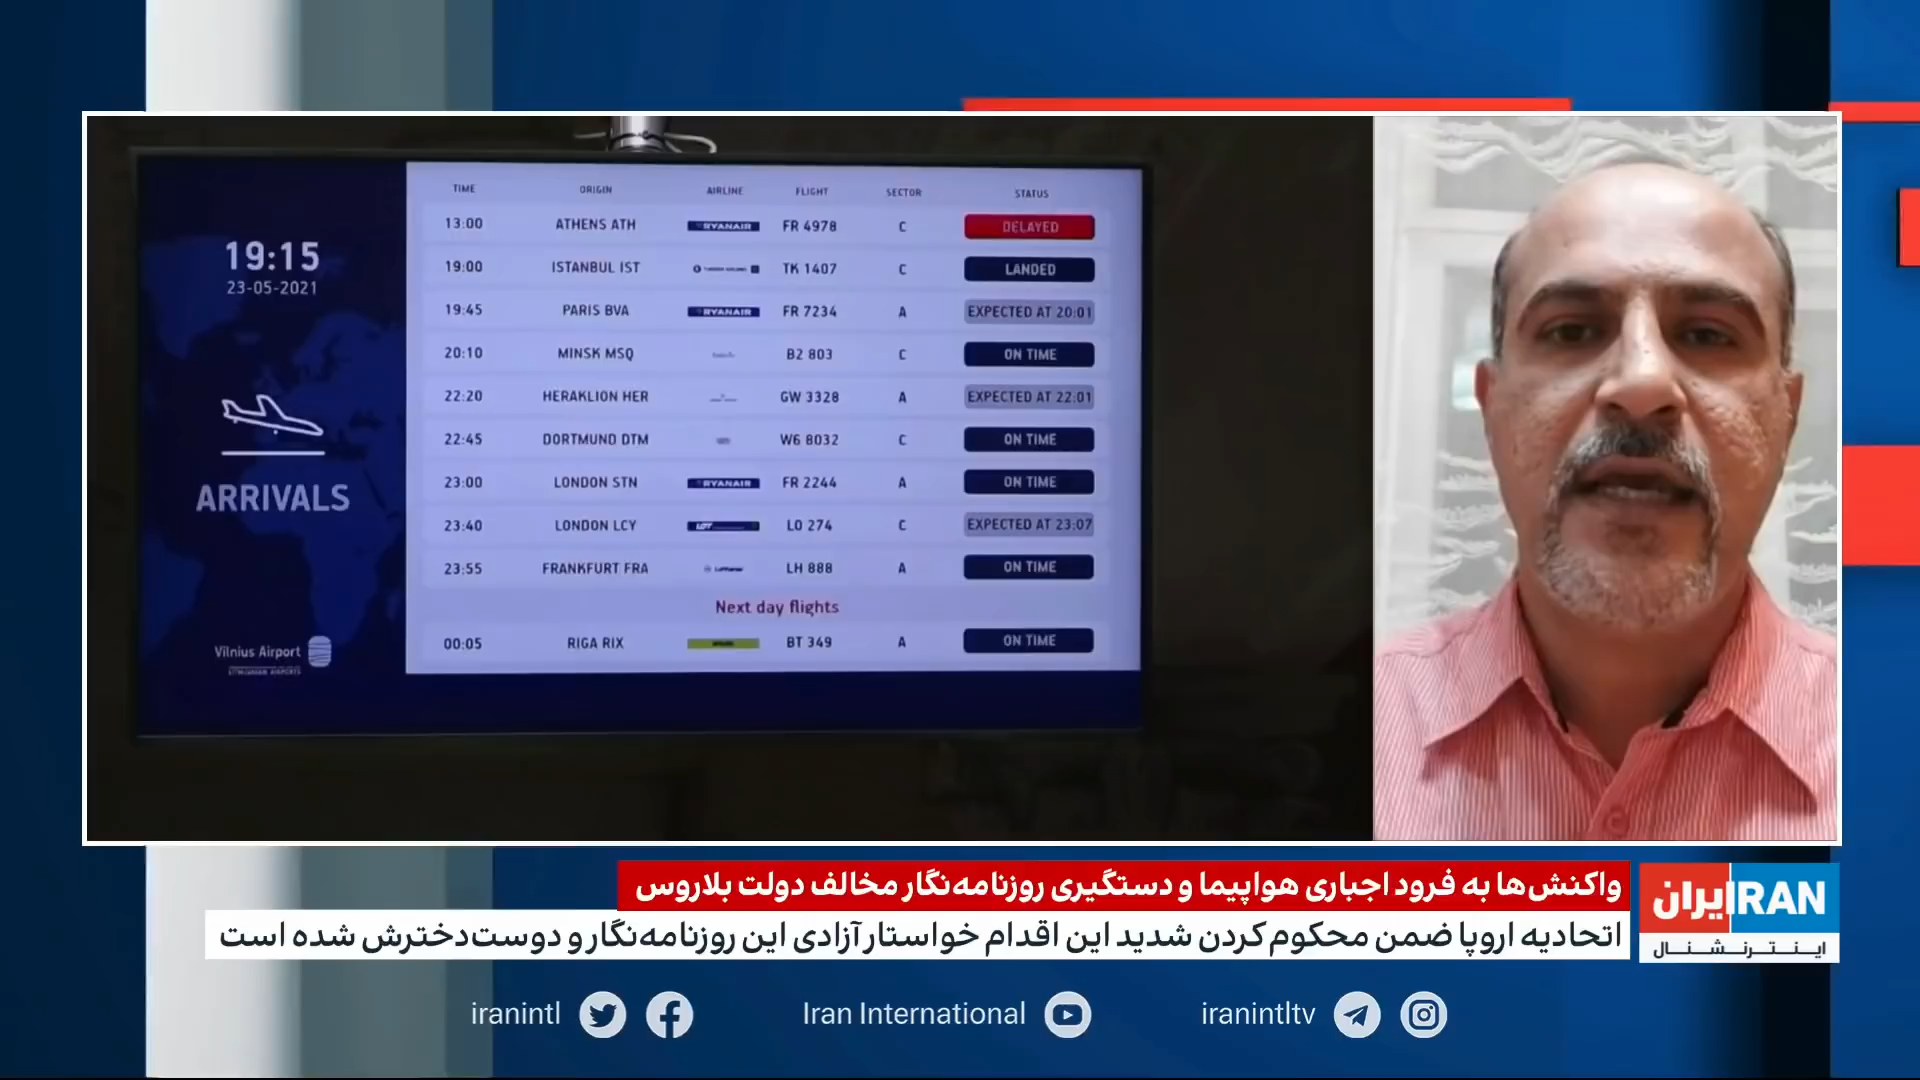 TIME ORIGIN AIRLINE FLIGHT SECTOR STATUS
13:00 ATHENS ATH RYANAIR FR 4978 C DELAYED
19:00 ISTANBUL IST TK 1407 C LANDED
19:45 PARIS BVA RYANAIR FR 7234 A EXPECTED AT 20:01
20:10 MINSK MSQ B2 803 C ON TIME
22:20 HERAKLION HER GW 3328 A EXPECTED AT 22:01
22:45 DORTMUND DTM W6 8032 C ON TIME
23:00 LONDON STN RYANAIR FR 2244 A ON TIME
23:40 LONDON LCY LOT LO 274 C EXPECTED AT 23:07
23:55 FRANKFURT FRA Lufthansa LH 888 A ON TIME
Next day flights
00:05 RIGA RIX BT 349 A ON TIME
19:15
23-05-2021
ARRIVALS
Vilnius Airport
LITHUANIAN AIRPORTS
واکنش‌ها به فرود اجباری هواپیما و دستگیری روزنامه‌نگار مخالف دولت بلاروس
اتحادیه اروپا ضمن محکوم‌کردن شدید این اقدام خواستار آزادی این روزنامه‌نگار و دوست‌دخترش شده است
ایران IRAN
اینترنشنال
iranintl
Iran International
iranintltv